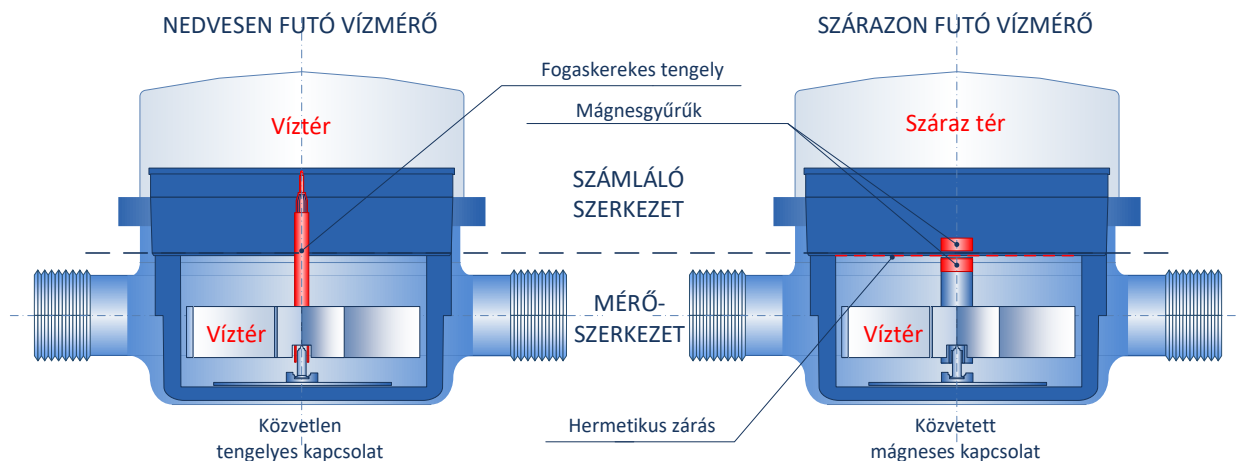 NEDVESEN FUTÓ VÍZMÉRŐ
SZÁRAZON FUTÓ VÍZMÉRŐ
Fogaskerekes tengely
Mágnesgyűrűk
Víztér
Száraz tér
SZÁMLÁLÓ
SZERKEZET
MÉRŐ-
SZERKEZET
Víztér
Víztér
Hermetikus zárás
Közvetlen
tengelyes kapcsolat
Közvetett
mágneses kapcsolat